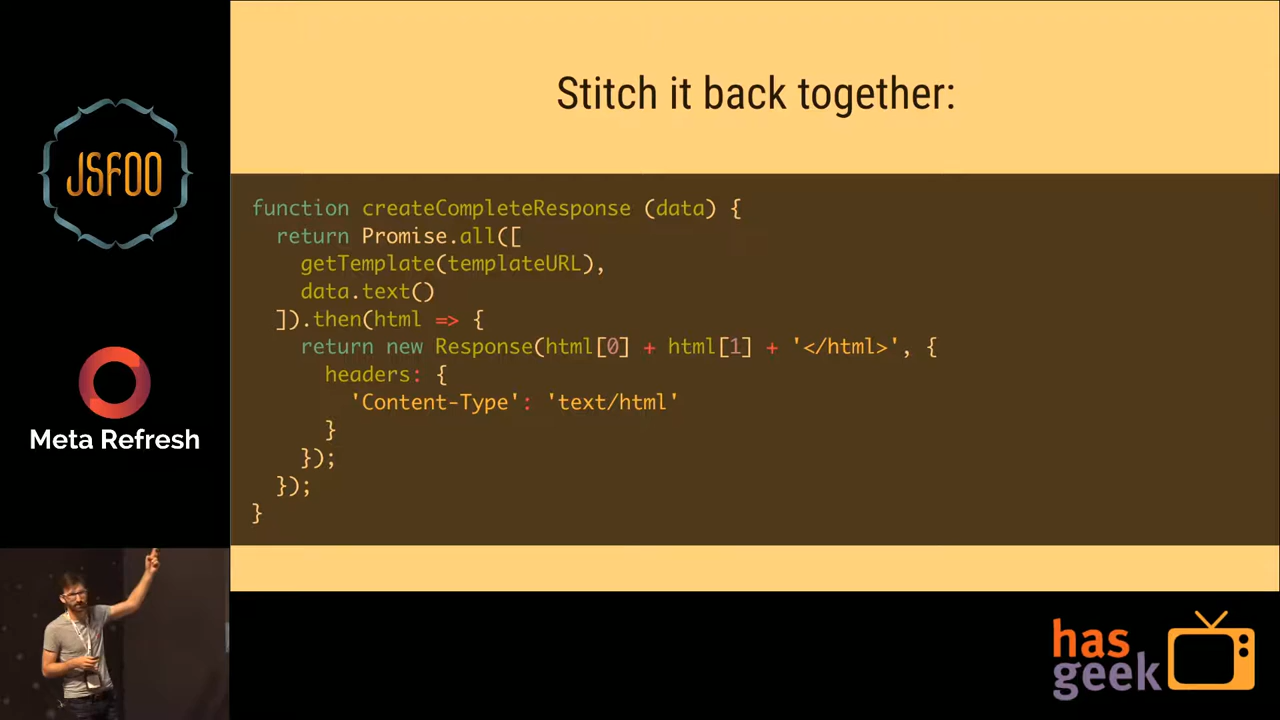 Stitch it back together:
JSFOO
function createCompleteResponse (data) {
  return Promise.all([
    getTemplate(templateURL),
    data.text()
  ]).then(html => {
    return new Response(html[0] + html[1] + '</html>', {
      headers: {
        'Content-Type': 'text/html'
      }
    });
  });
}
Meta Refresh
has
geek